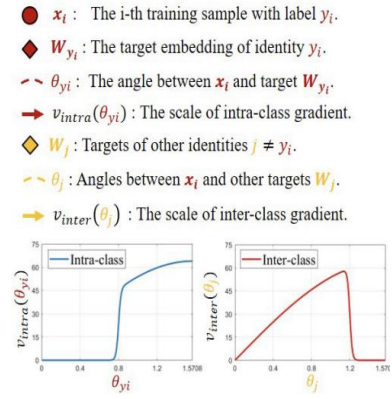 x_i : The i-th training sample with label y_i.
W_{y_i} : The target embedding of identity y_i.
θ_{yi} : The angle between x_i and target W_{y_i}.
v_{intra}(θ_{yi}) : The scale of intra-class gradient.
W_j : Targets of other identities j ≠ y_i.
θ_j : Angles between x_i and other targets W_j.
v_{inter}(θ_j) : The scale of inter-class gradient.
v_{intra}(θ_{yi})
75
60
45
30
15
0
Intra-class
0 0.4 0.8 1.2 1.5708
θ_{yi}
v_{inter}(θ_j)
75
60
45
30
15
0
Inter-class
0 0.4 0.8 1.2 1.5708
θ_j